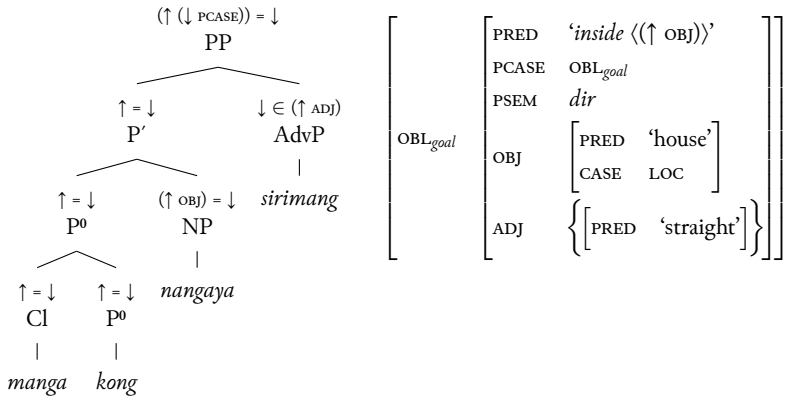 (↑ (↓ PCASE)) = ↓
PP
↑ = ↓ ↓ ∈ (↑ ADJ)
P′ AdvP
↑ = ↓ (↑ OBJ) = ↓ sirimang
P⁰ NP
↑ = ↓ ↑ = ↓ nangaya
Cl P⁰
manga kong
OBLgoal
PRED ‘inside ⟨(↑ OBJ)⟩’
PCASE OBLgoal
PSEM dir
OBJ
PRED ‘house’
CASE LOC
ADJ { [PRED ‘straight’] }